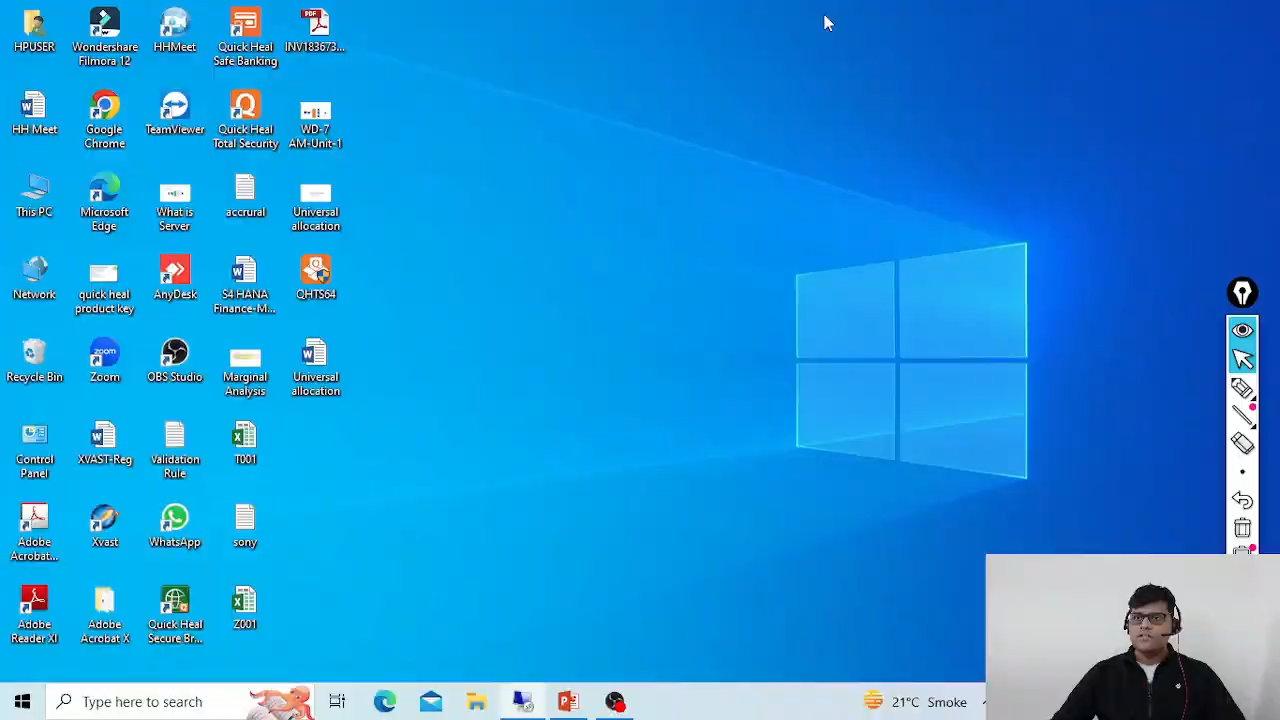 HPUSER
Wondershare
Filmora 12
HHMeet
Quick Heal
Safe Banking
PDF
INV183673...
HH Meet
Google
Chrome
TeamViewer
Quick Heal
Total Security
WD-7
AM-Unit-1
This PC
Microsoft
Edge
What is
Server
accrural
Universal
allocation
Network
quick heal
product key
AnyDesk
S4 HANA
Finance-M...
QHTS64
Recycle Bin
zoom
Zoom
OBS Studio
Marginal
Analysis
Universal
allocation
Control
Panel
XVAST-Reg
Validation
Rule
T001
Adobe
Acrobat...
Xvast
WhatsApp
sony
Adobe
Reader XI
Adobe
Acrobat X
Quick Heal
Secure Br...
Z001
Type here to search
21°C Smoke